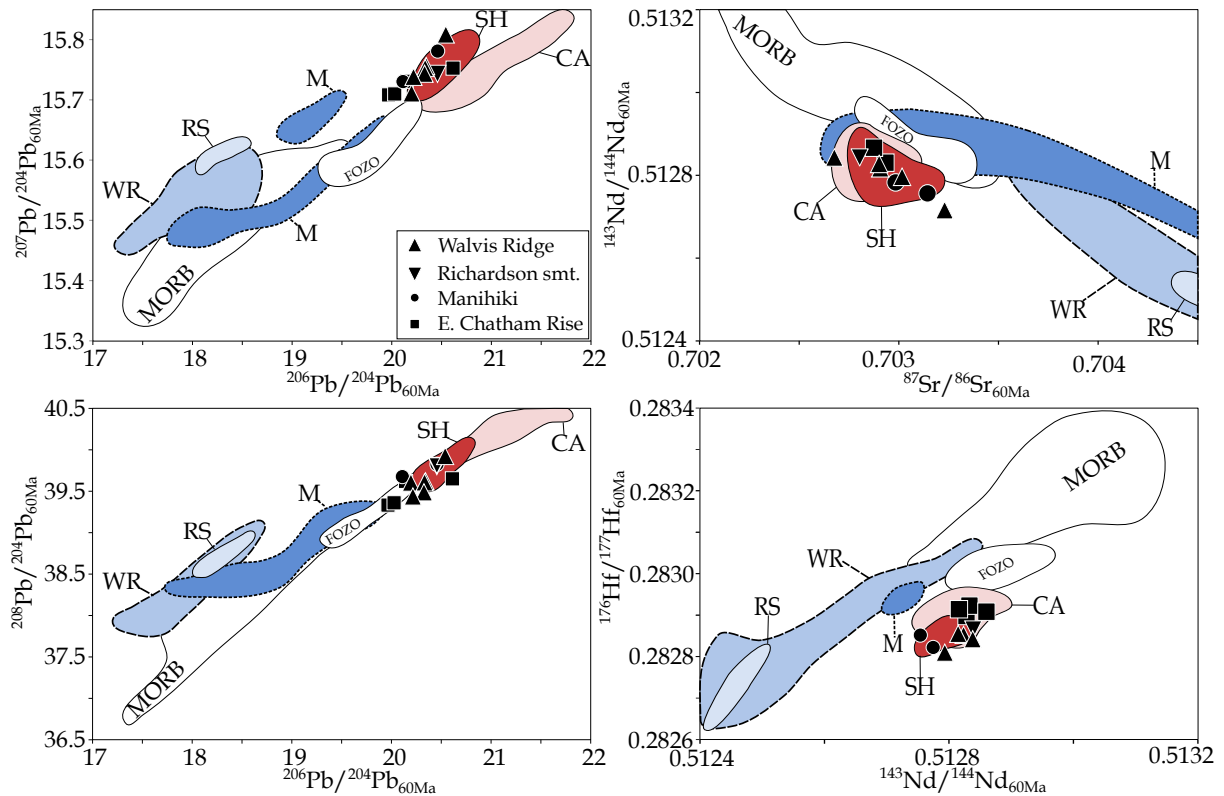 15.8
15.7
15.6
15.5
15.4
15.3
²⁰⁷Pb/²⁰⁴Pb60Ma
17
18
19
20
21
22
²⁰⁶Pb/²⁰⁴Pb60Ma
SH
CA
M
RS
WR
FOZO
M
MORB
Walvis Ridge
Richardson smt.
Manihiki
E. Chatham Rise
0.5132
0.5128
0.5124
¹⁴³Nd/¹⁴⁴Nd60Ma
0.702
0.703
0.704
⁸⁷Sr/⁸⁶Sr60Ma
MORB
FOZO
M
CA
SH
WR
RS
40.5
39.5
38.5
37.5
36.5
²⁰⁸Pb/²⁰⁴Pb60Ma
17
18
19
20
21
22
²⁰⁶Pb/²⁰⁴Pb60Ma
SH
CA
M
RS
FOZO
WR
MORB
0.2834
0.2832
0.2830
0.2828
0.2826
¹⁷⁶Hf/¹⁷⁷Hf60Ma
0.5124
0.5128
0.5132
¹⁴³Nd/¹⁴⁴Nd60Ma
MORB
WR
FOZO
RS
CA
M
SH